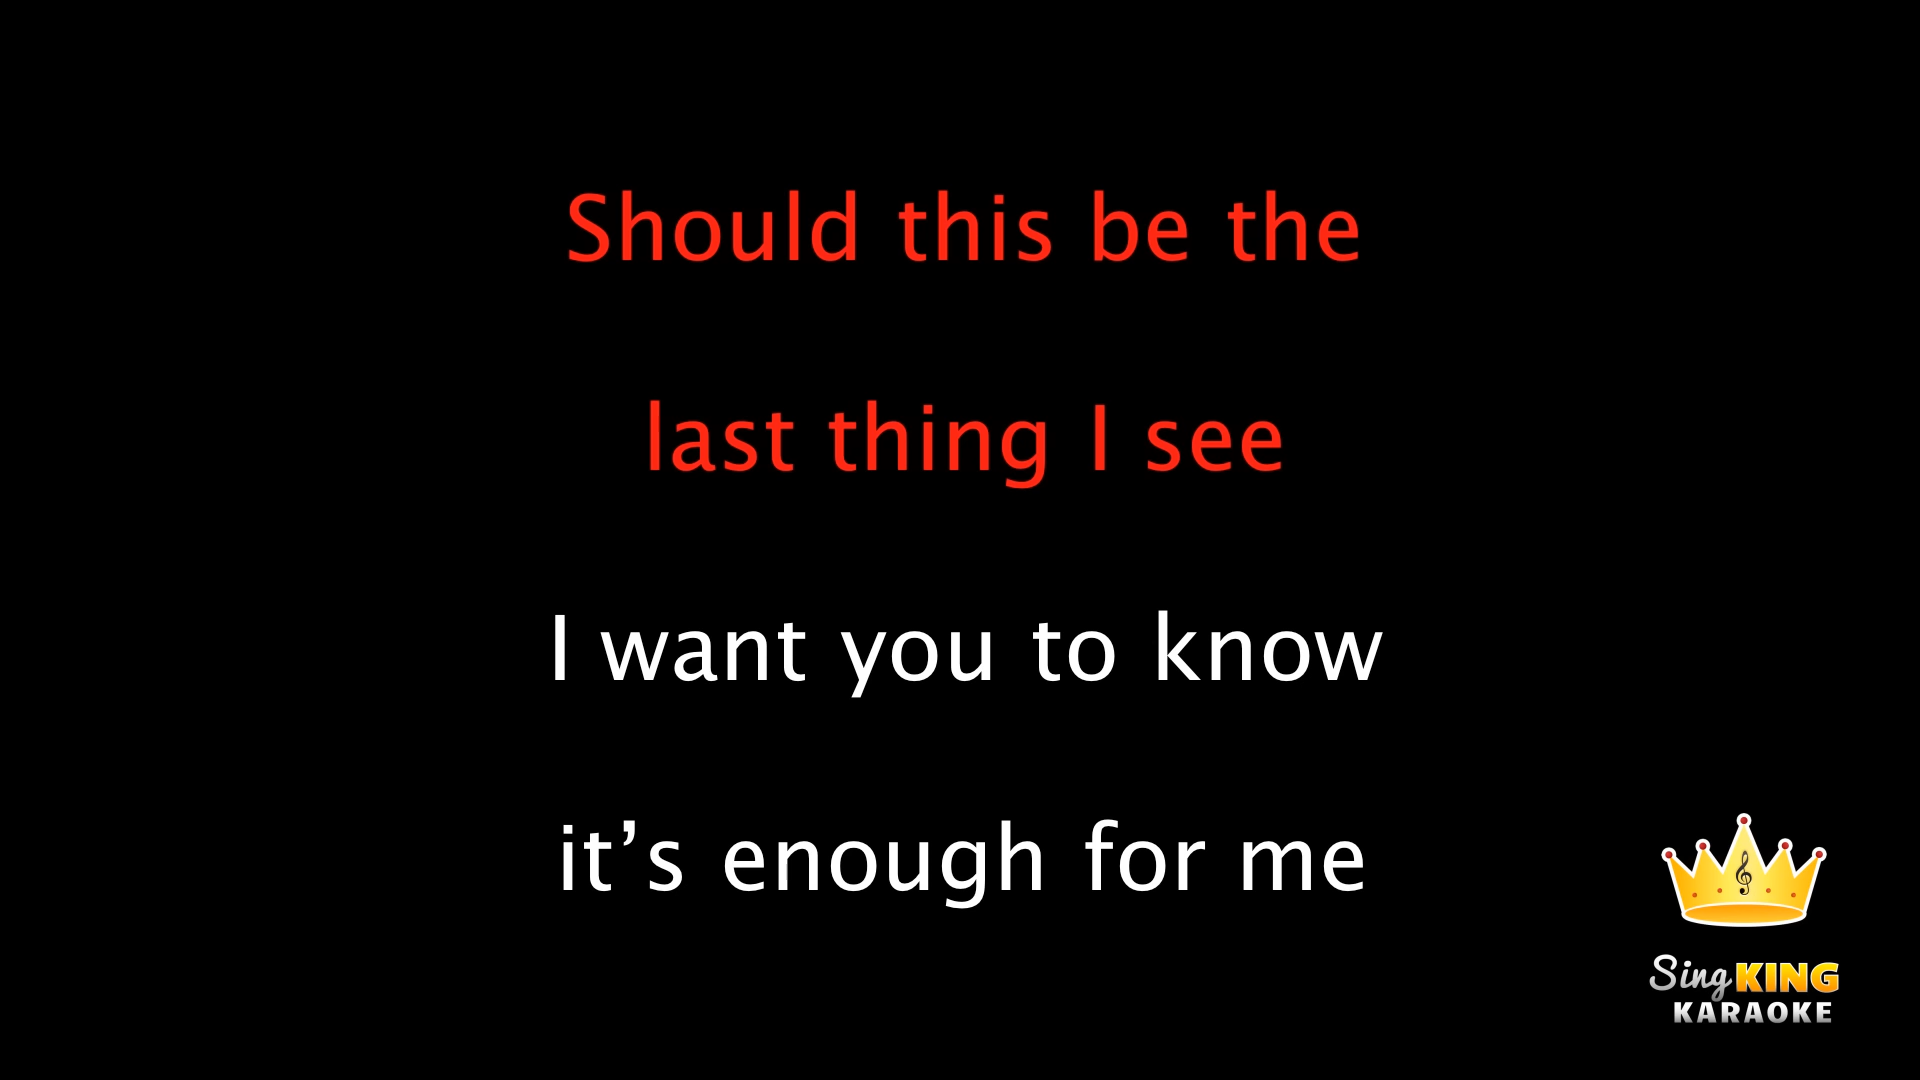 Should this be the
last thing I see
I want you to know
it’s enough for me
Sing KING
KARAOKE